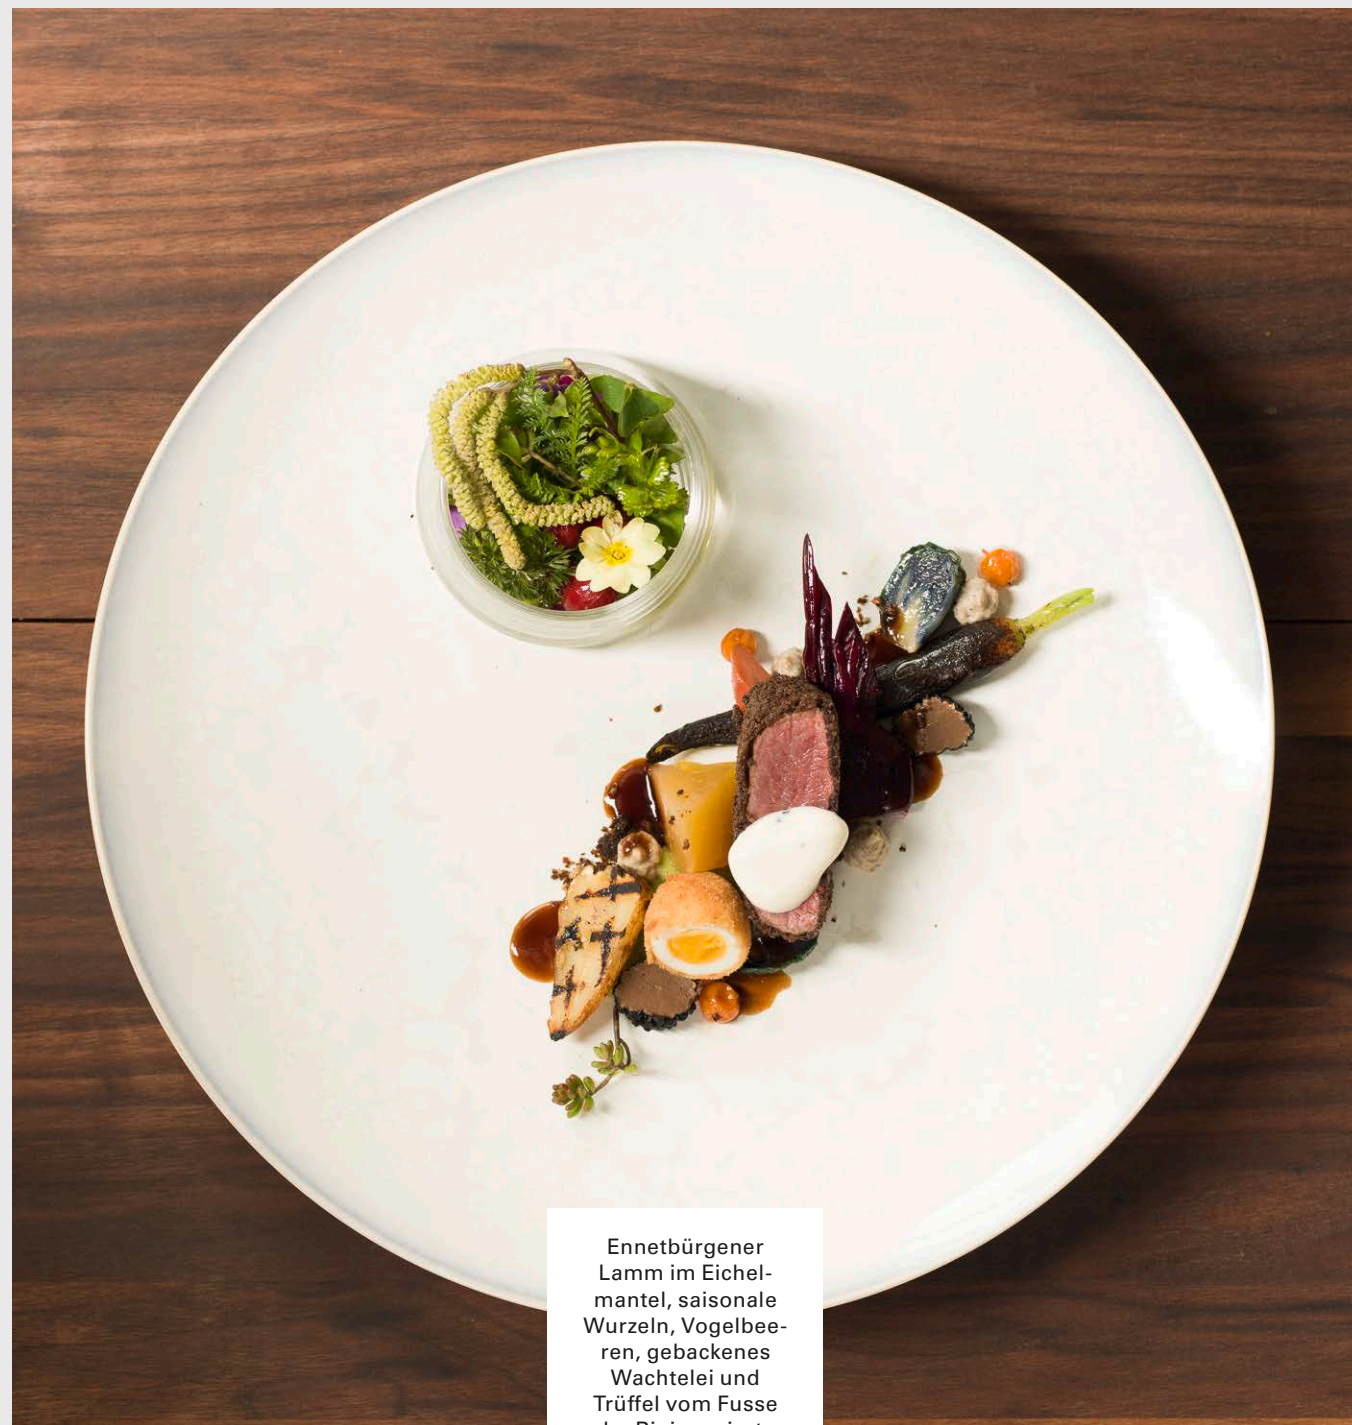 Ennetbürgener
Lamm im Eichel-
mantel, saisonale
Wurzeln, Vogelbee-
ren, gebackenes
Wachtelei und
Trüffel vom Fusse